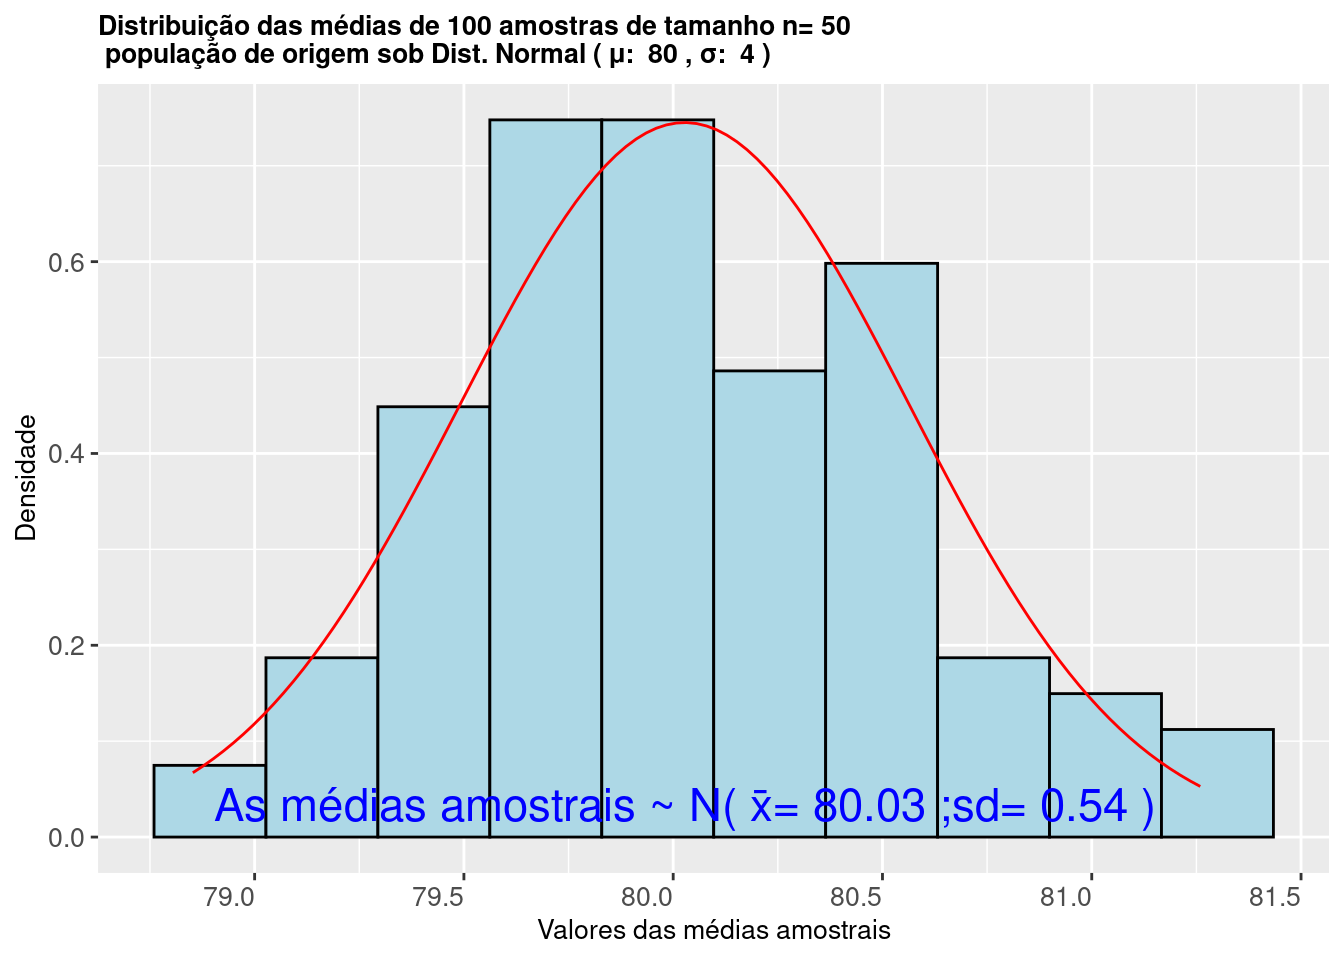 Distribuição das médias de 100 amostras de tamanho n= 50
população de origem sob Dist. Normal ( μ:  80 , σ:  4 )
Densidade
0.6
0.4
0.2
0.0
As médias amostrais ~ N( x̄= 80.03 ;sd= 0.54 )
79.0 79.5 80.0 80.5 81.0 81.5
Valores das médias amostrais